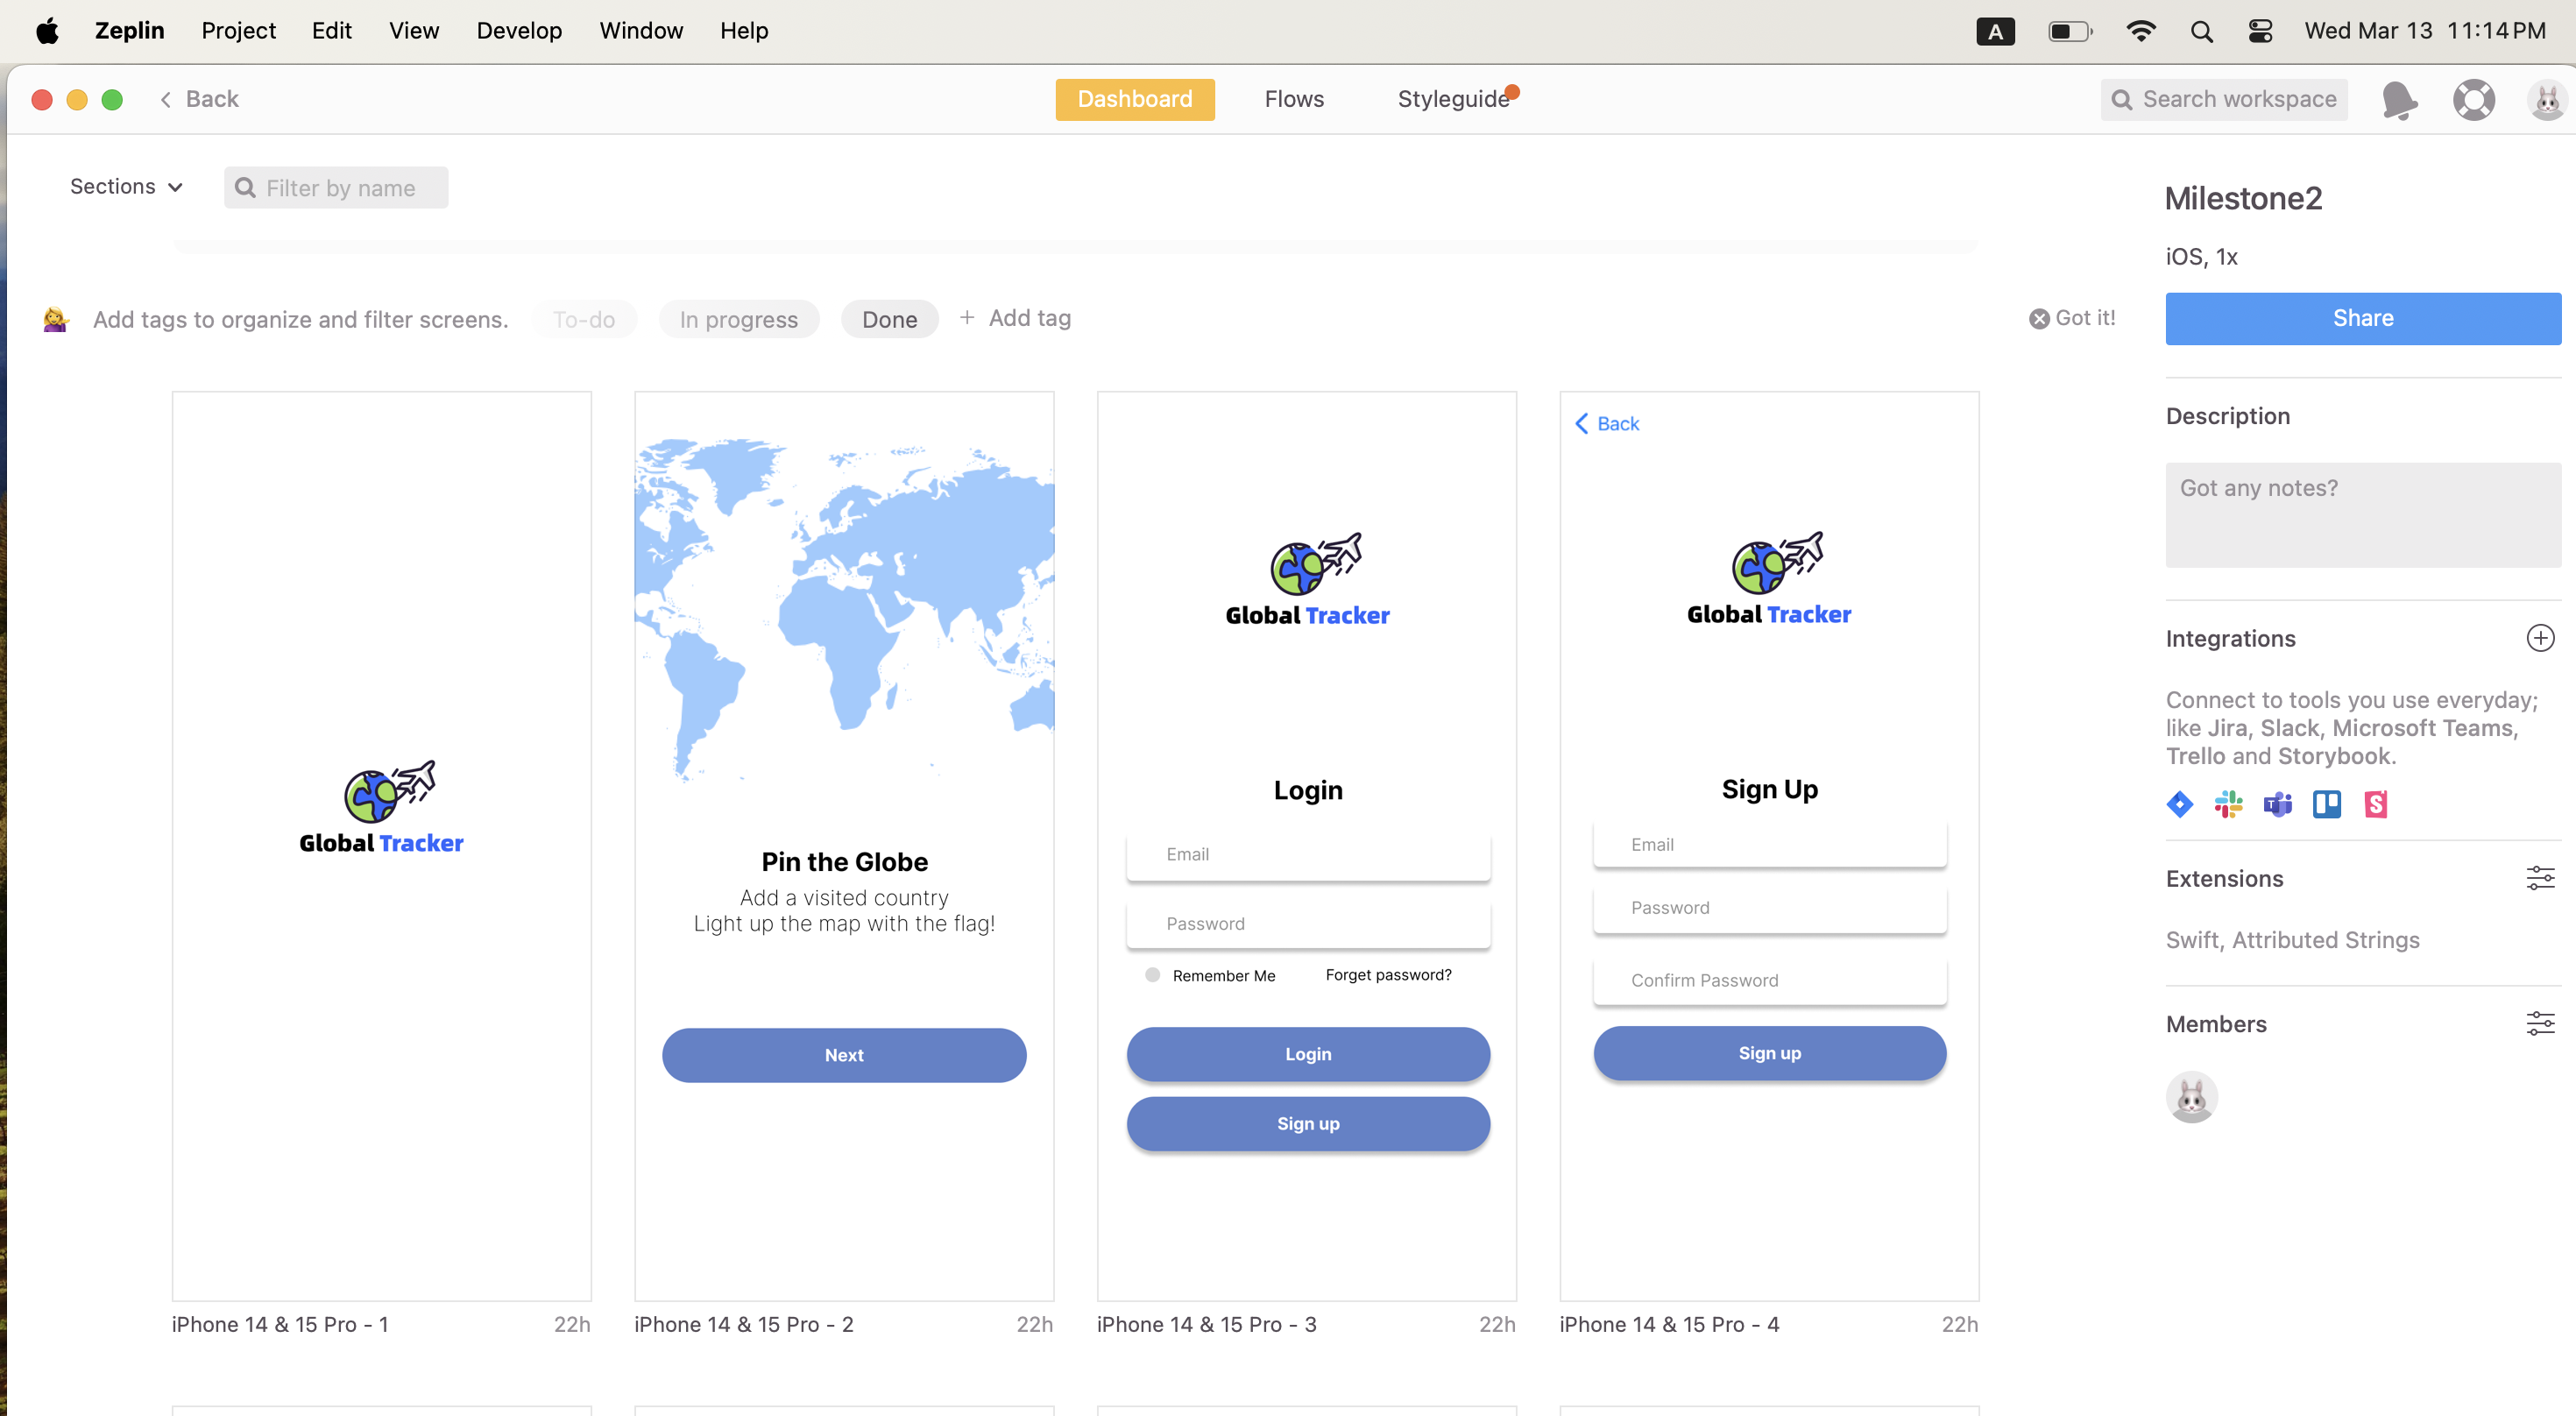 Zeplin Project Edit View Develop Window Help A Wed Mar 13 11:14 PM
Back Dashboard Flows Styleguide Search workspace
Sections Filter by name
Milestone2
iOS, 1x
Share
Add tags to organize and filter screens. To-do In progress Done + Add tag Got it!
Description
Got any notes?
Integrations
Connect to tools you use everyday;
like Jira, Slack, Microsoft Teams,
Trello and Storybook.
Extensions
Swift, Attributed Strings
Members
Global Tracker
iPhone 14 & 15 Pro - 1 22h
Pin the Globe
Add a visited country
Light up the map with the flag!
Next
iPhone 14 & 15 Pro - 2 22h
Global Tracker
Login
Email
Password
Remember Me Forget password?
Login
Sign up
iPhone 14 & 15 Pro - 3 22h
Back
Global Tracker
Sign Up
Email
Password
Confirm Password
Sign up
iPhone 14 & 15 Pro - 4 22h